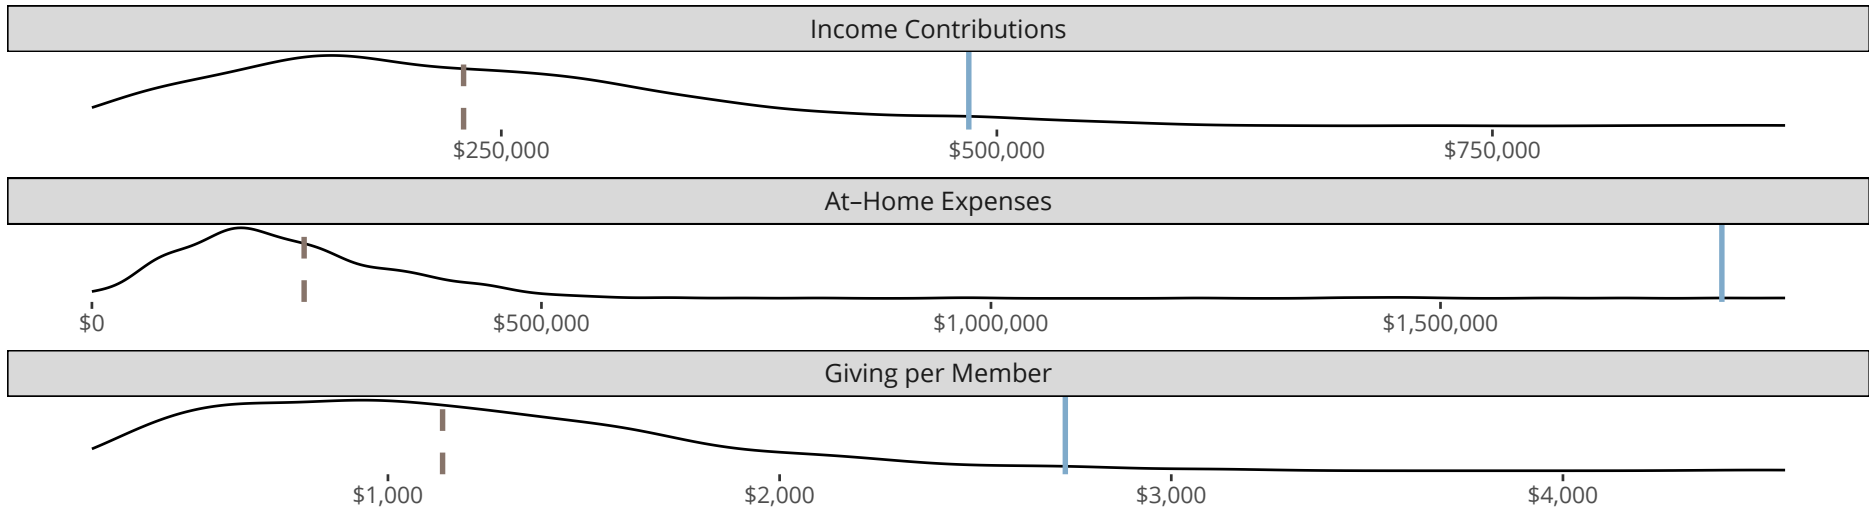 Income Contributions
$250,000 $500,000 $750,000
At–Home Expenses
$0 $500,000 $1,000,000 $1,500,000
Giving per Member
$1,000 $2,000 $3,000 $4,000